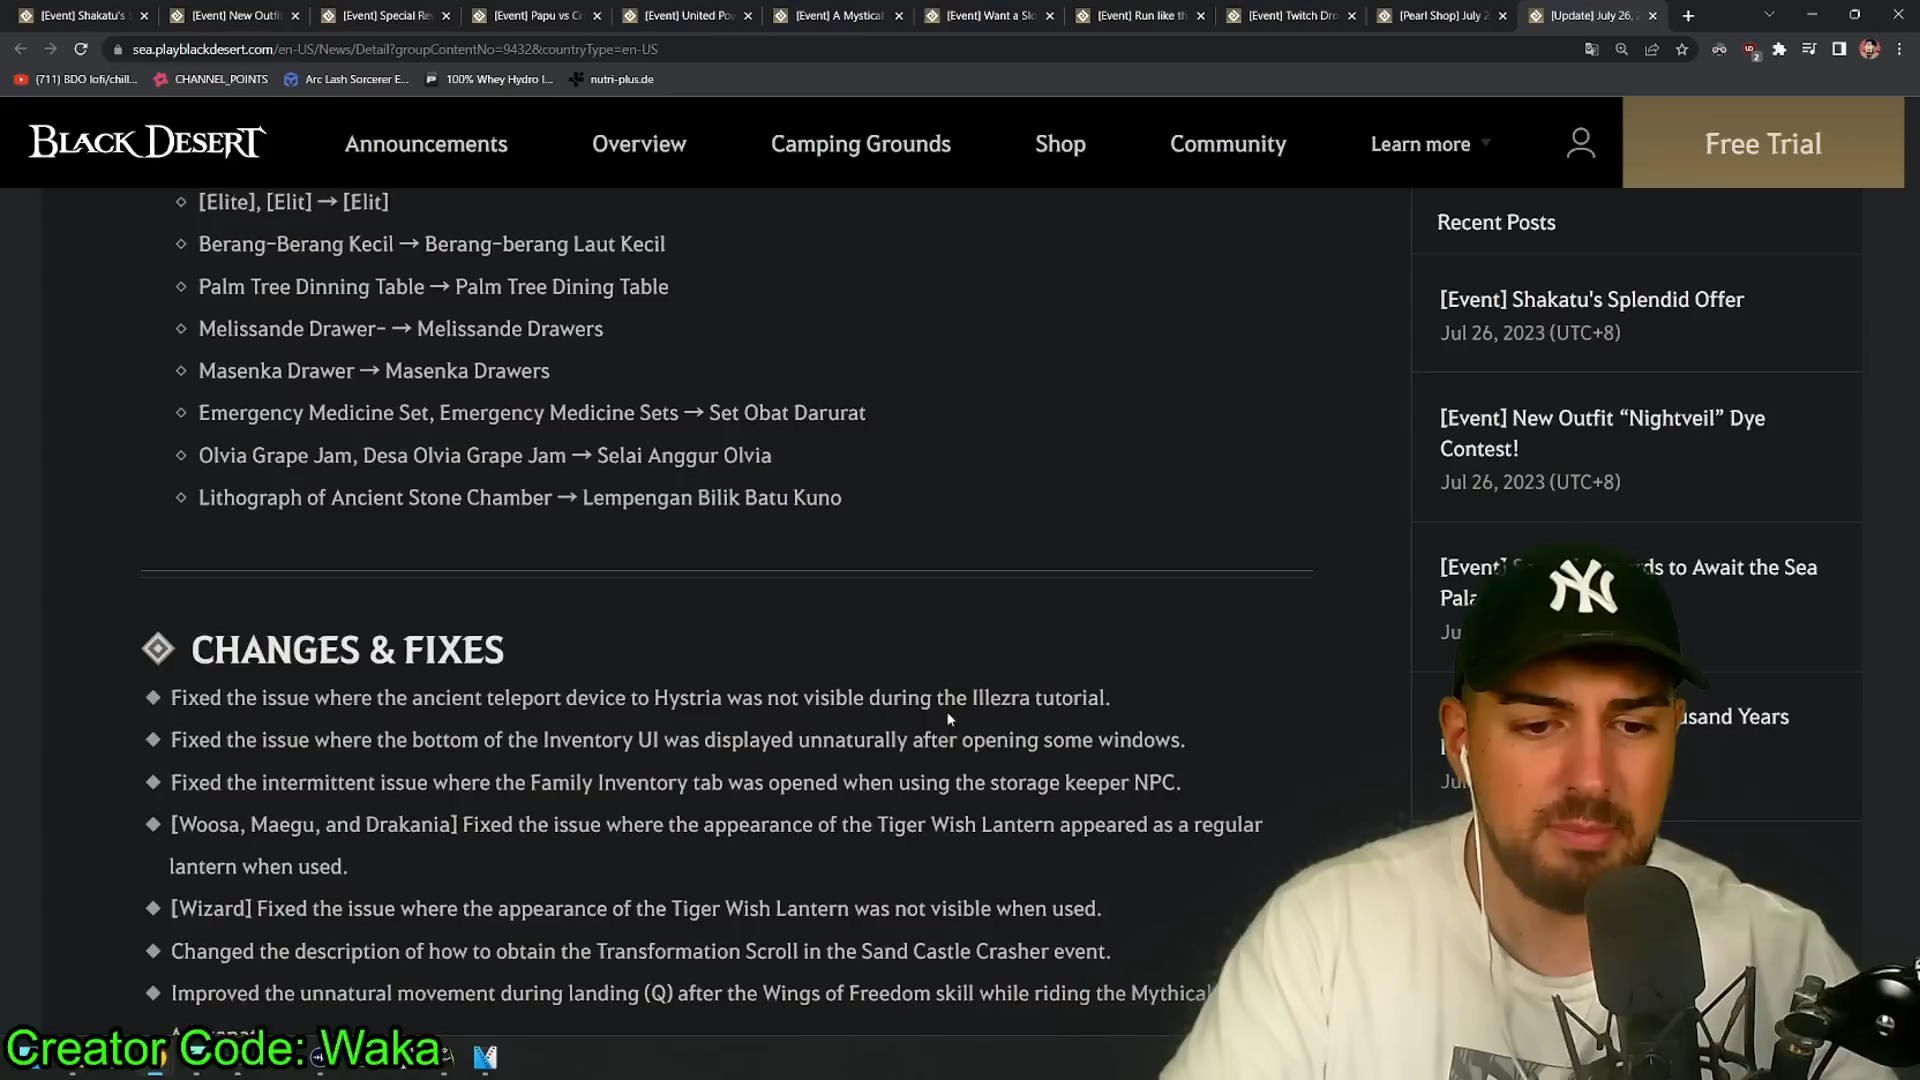 [Event] Shakatu's
[Event] New Outfi
[Event] Special Re
[Event] Papu vs C
[Event] United Po
[Event] A Mystical
[Event] Want a Sl
[Event] Run like th
[Event] Twitch Dro
[Pearl Shop] July 2
[Update] July 26,
sea.playblackdesert.com/en-US/News/Detail?groupContentNo=9432&countryType=en-US
(711) BDO lofi/chill...
CHANNEL_POINTS
Arc Lash Sorcerer E...
100% Whey Hydro I...
nutri-plus.de
BLACK DESERT
Announcements
Overview
Camping Grounds
Shop
Community
Learn more
Free Trial
[Elite], [Elit] → [Elit]
Berang-Berang Kecil → Berang-berang Laut Kecil
Palm Tree Dinning Table → Palm Tree Dining Table
Melissande Drawer- → Melissande Drawers
Masenka Drawer → Masenka Drawers
Emergency Medicine Set, Emergency Medicine Sets → Set Obat Darurat
Olvia Grape Jam, Desa Olvia Grape Jam → Selai Anggur Olvia
Lithograph of Ancient Stone Chamber → Lempengan Bilik Batu Kuno
CHANGES & FIXES
Fixed the issue where the ancient teleport device to Hystria was not visible during the Illezra tutorial.
Fixed the issue where the bottom of the Inventory UI was displayed unnaturally after opening some windows.
Fixed the intermittent issue where the Family Inventory tab was opened when using the storage keeper NPC.
[Woosa, Maegu, and Drakania] Fixed the issue where the appearance of the Tiger Wish Lantern appeared as a regular
lantern when used.
[Wizard] Fixed the issue where the appearance of the Tiger Wish Lantern was not visible when used.
Changed the description of how to obtain the Transformation Scroll in the Sand Castle Crasher event.
Improved the unnatural movement during landing (Q) after the Wings of Freedom skill while riding the Mythical
Recent Posts
[Event] Shakatu's Splendid Offer
Jul 26, 2023 (UTC+8)
[Event] New Outfit “Nightveil” Dye
Contest!
Jul 26, 2023 (UTC+8)
[Event] to Await the Sea
Years
NY
Creator Code: Waka